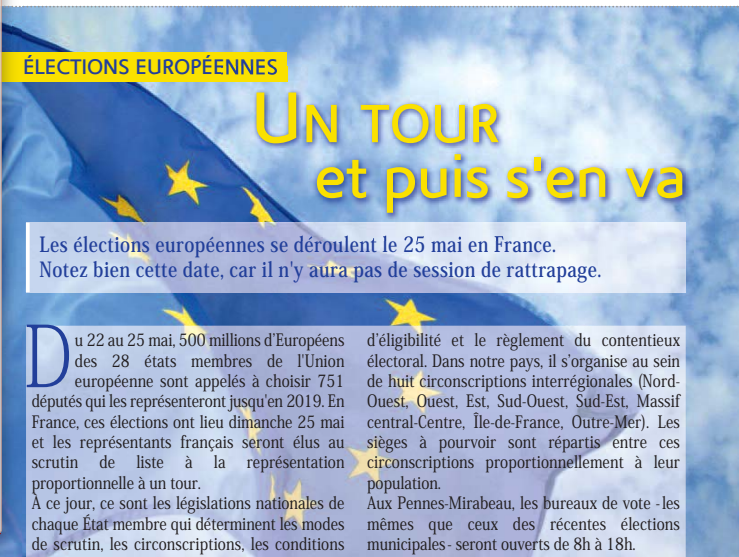 ÉLECTIONS EUROPÉENNES
UN TOUR
et puis s'en va
Les élections européennes se déroulent le 25 mai en France.
Notez bien cette date, car il n'y aura pas de session de rattrapage.
Du 22 au 25 mai, 500 millions d'Européens
des 28 états membres de l'Union
européenne sont appelés à choisir 751
députés qui les représenteront jusqu'en 2019. En
France, ces élections ont lieu dimanche 25 mai
et les représentants français seront élus au
scrutin de liste à la représentation
proportionnelle à un tour.
À ce jour, ce sont les législations nationales de
chaque État membre qui déterminent les modes
de scrutin, les circonscriptions, les conditions
d'éligibilité et le règlement du contentieux
électoral. Dans notre pays, il s'organise au sein
de huit circonscriptions interrégionales (Nord-
Ouest, Ouest, Est, Sud-Ouest, Sud-Est, Massif
central-Centre, Île-de-France, Outre-Mer). Les
sièges à pourvoir sont répartis entre ces
circonscriptions proportionnellement à leur
population.
Aux Pennes-Mirabeau, les bureaux de vote -les
mêmes que ceux des récentes élections
municipales- seront ouverts de 8h à 18h.